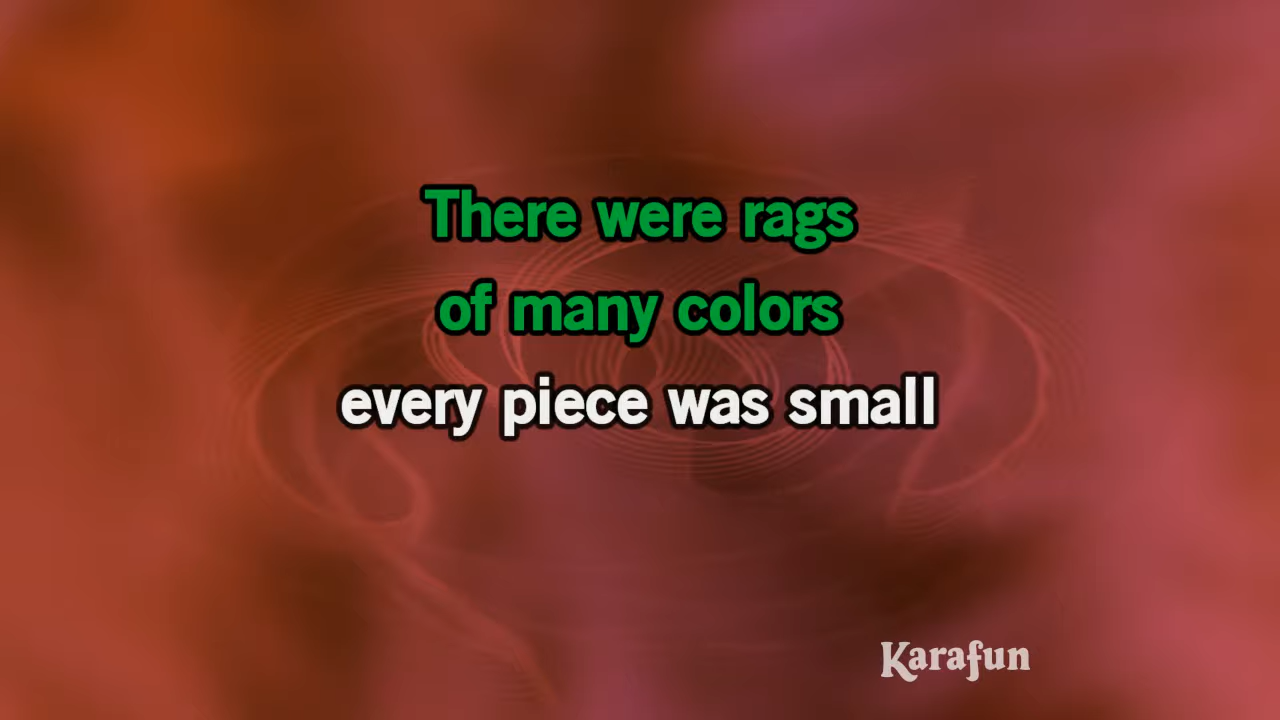 There were rags
of many colors
every piece was small
Karafun